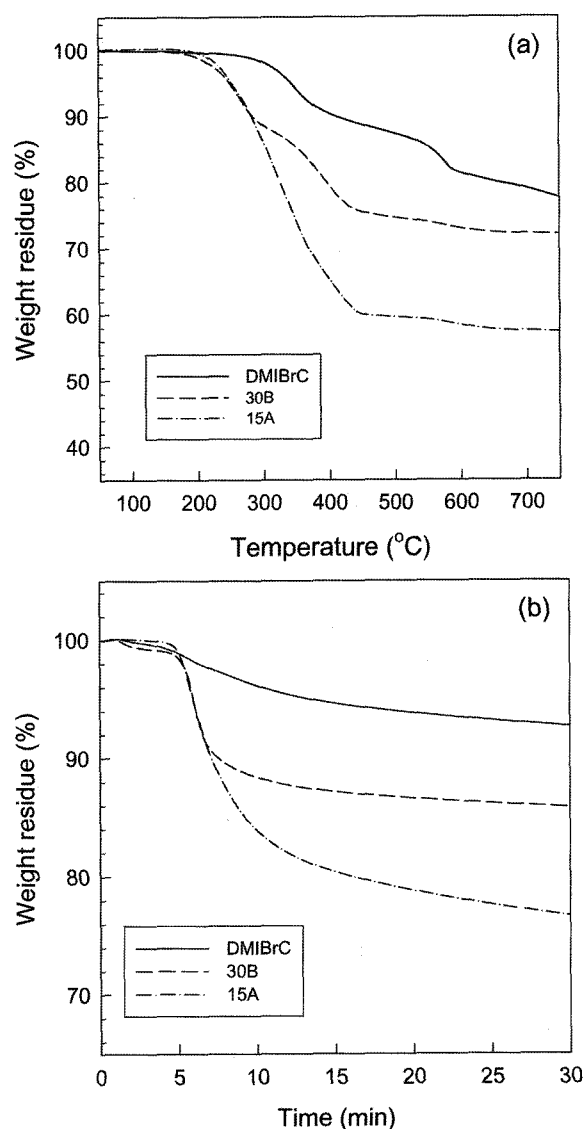 (a)
100
90
80
70
60
50
40
Weight residue (%)
DMIBrC
30B
15A
100 200 300 400 500 600 700
Temperature (°C)
(b)
100
90
80
70
Weight residue (%)
DMIBrC
30B
15A
0 5 10 15 20 25 30
Time (min)